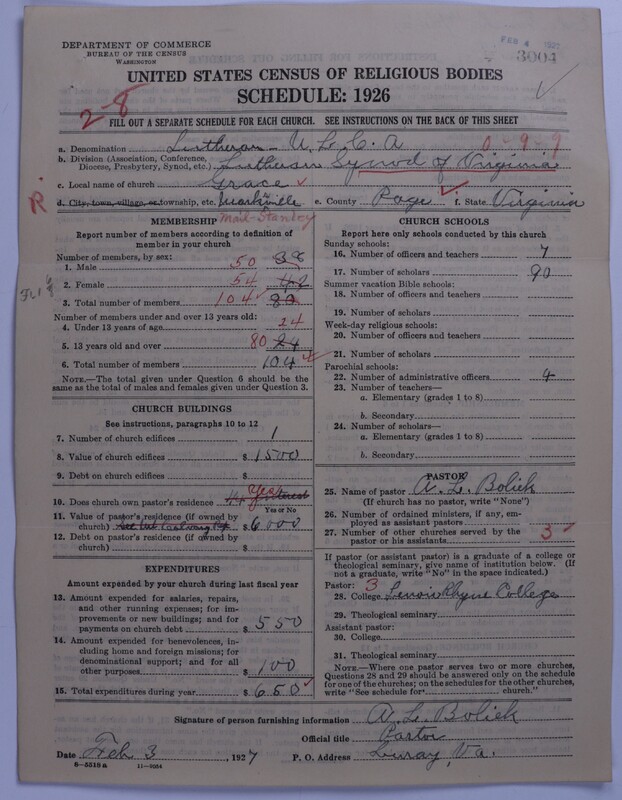 DEPARTMENT OF COMMERCE
BUREAU OF THE CENSUS
WASHINGTON
FEB 4 192
3004
UNITED STATES CENSUS OF RELIGIOUS BODIES
SCHEDULE: 1926
2-8
FILL OUT A SEPARATE SCHEDULE FOR EACH CHURCH. SEE INSTRUCTIONS ON THE BACK OF THIS SHEET
a. Denomination Lutheran - U. L. C. A 0-9-9
b. Division (Association, Conference,
Diocese, Presbytery, Synod, etc.) Lutheran Synod of Virginia
c. Local name of church Grace ✓
R.
d. City, town, village, or township, etc. Marksville e. County Page ✓ f. State Virginia
Mail-Stanley
MEMBERSHIP
Report number of members according to definition of
member in your church
Number of members, by sex:
1. Male 50 38
2. Female 54 42
3. Total number of members 104 ✓ 80
Number of members under and over 13 years old:
4. Under 13 years of age 24
5. 13 years old and over 80 24
6. Total number of members 104
NOTE.—The total given under Question 6 should be the
same as the total of males and females given under Question 3.
CHURCH BUILDINGS
See instructions, paragraphs 10 to 12
7. Number of church edifices 1
8. Value of church edifices $ 1500
9. Debt on church edifices $
10. Does church own pastor's residence Yes
Yes or No
11. Value of pastor's residence (if owned by
church) $ 6000
12. Debt on pastor's residence (if owned by
church) $
EXPENDITURES
Amount expended by your church during last fiscal year
13. Amount expended for salaries, repairs,
and other running expenses; for im-
provements or new buildings; and for
payments on church debt $ 550
14. Amount expended for benevolences, in-
cluding home and foreign missions; for
denominational support; and for all
other purposes $ 100
15. Total expenditures during year $ 650 ✓
CHURCH SCHOOLS
Report here only schools conducted by this church
Sunday schools:
16. Number of officers and teachers 7
17. Number of scholars 90
Summer vacation Bible schools:
18. Number of officers and teachers
19. Number of scholars
Week-day religious schools:
20. Number of officers and teachers
21. Number of scholars
Parochial schools:
22. Number of administrative officers 4
23. Number of teachers—
a. Elementary (grades 1 to 8)
b. Secondary
24. Number of scholars—
a. Elementary (grades 1 to 8)
b. Secondary
PASTOR
25. Name of pastor A. L. Bolick
(If church has no pastor, write "None")
26. Number of ordained ministers, if any, em-
ployed as assistant pastors
27. Number of other churches served by the
pastor or his assistants 3 ✓
If pastor (or assistant pastor) is a graduate of a college or
theological seminary, give name of institution below. (If
not a graduate, write "No" in the space indicated.)
Pastor: 3
28. College Lenoir Rhyne College
29. Theological seminary
Assistant pastor:
30. College
31. Theological seminary
NOTE.—Where one pastor serves two or more churches,
Questions 28 and 29 should be answered only on the schedule
for one of the churches; on the schedules for the other churches,
write "See schedule for church."
Signature of person furnishing information A. L. Bolick
Official title Pastor
Date Feb 3, 1927 P. O. Address Luray, Va.
8-5518 a 11-9054